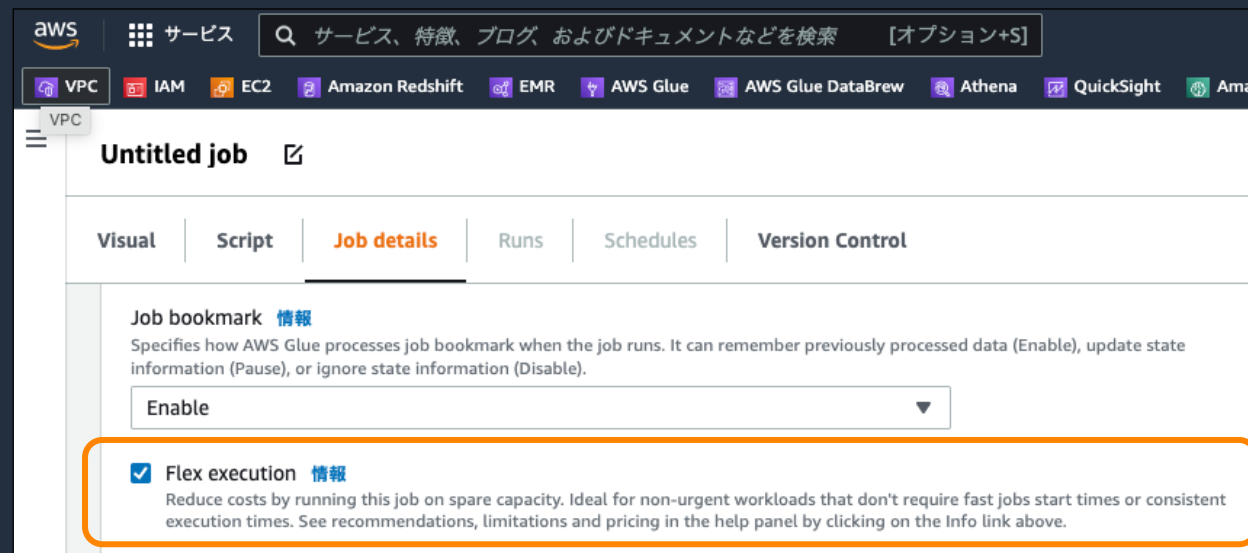 aws サービス サービス、特徴、ブログ、およびドキュメントなどを検索 [オプション+S]
VPC IAM EC2 Amazon Redshift EMR AWS Glue AWS Glue DataBrew Athena QuickSight Ama
VPC
Untitled job
Visual Script Job details Runs Schedules Version Control
Job bookmark 情報
Specifies how AWS Glue processes job bookmark when the job runs. It can remember previously processed data (Enable), update state
information (Pause), or ignore state information (Disable).
Enable
Flex execution 情報
Reduce costs by running this job on spare capacity. Ideal for non-urgent workloads that don't require fast jobs start times or consistent
execution times. See recommendations, limitations and pricing in the help panel by clicking on the Info link above.